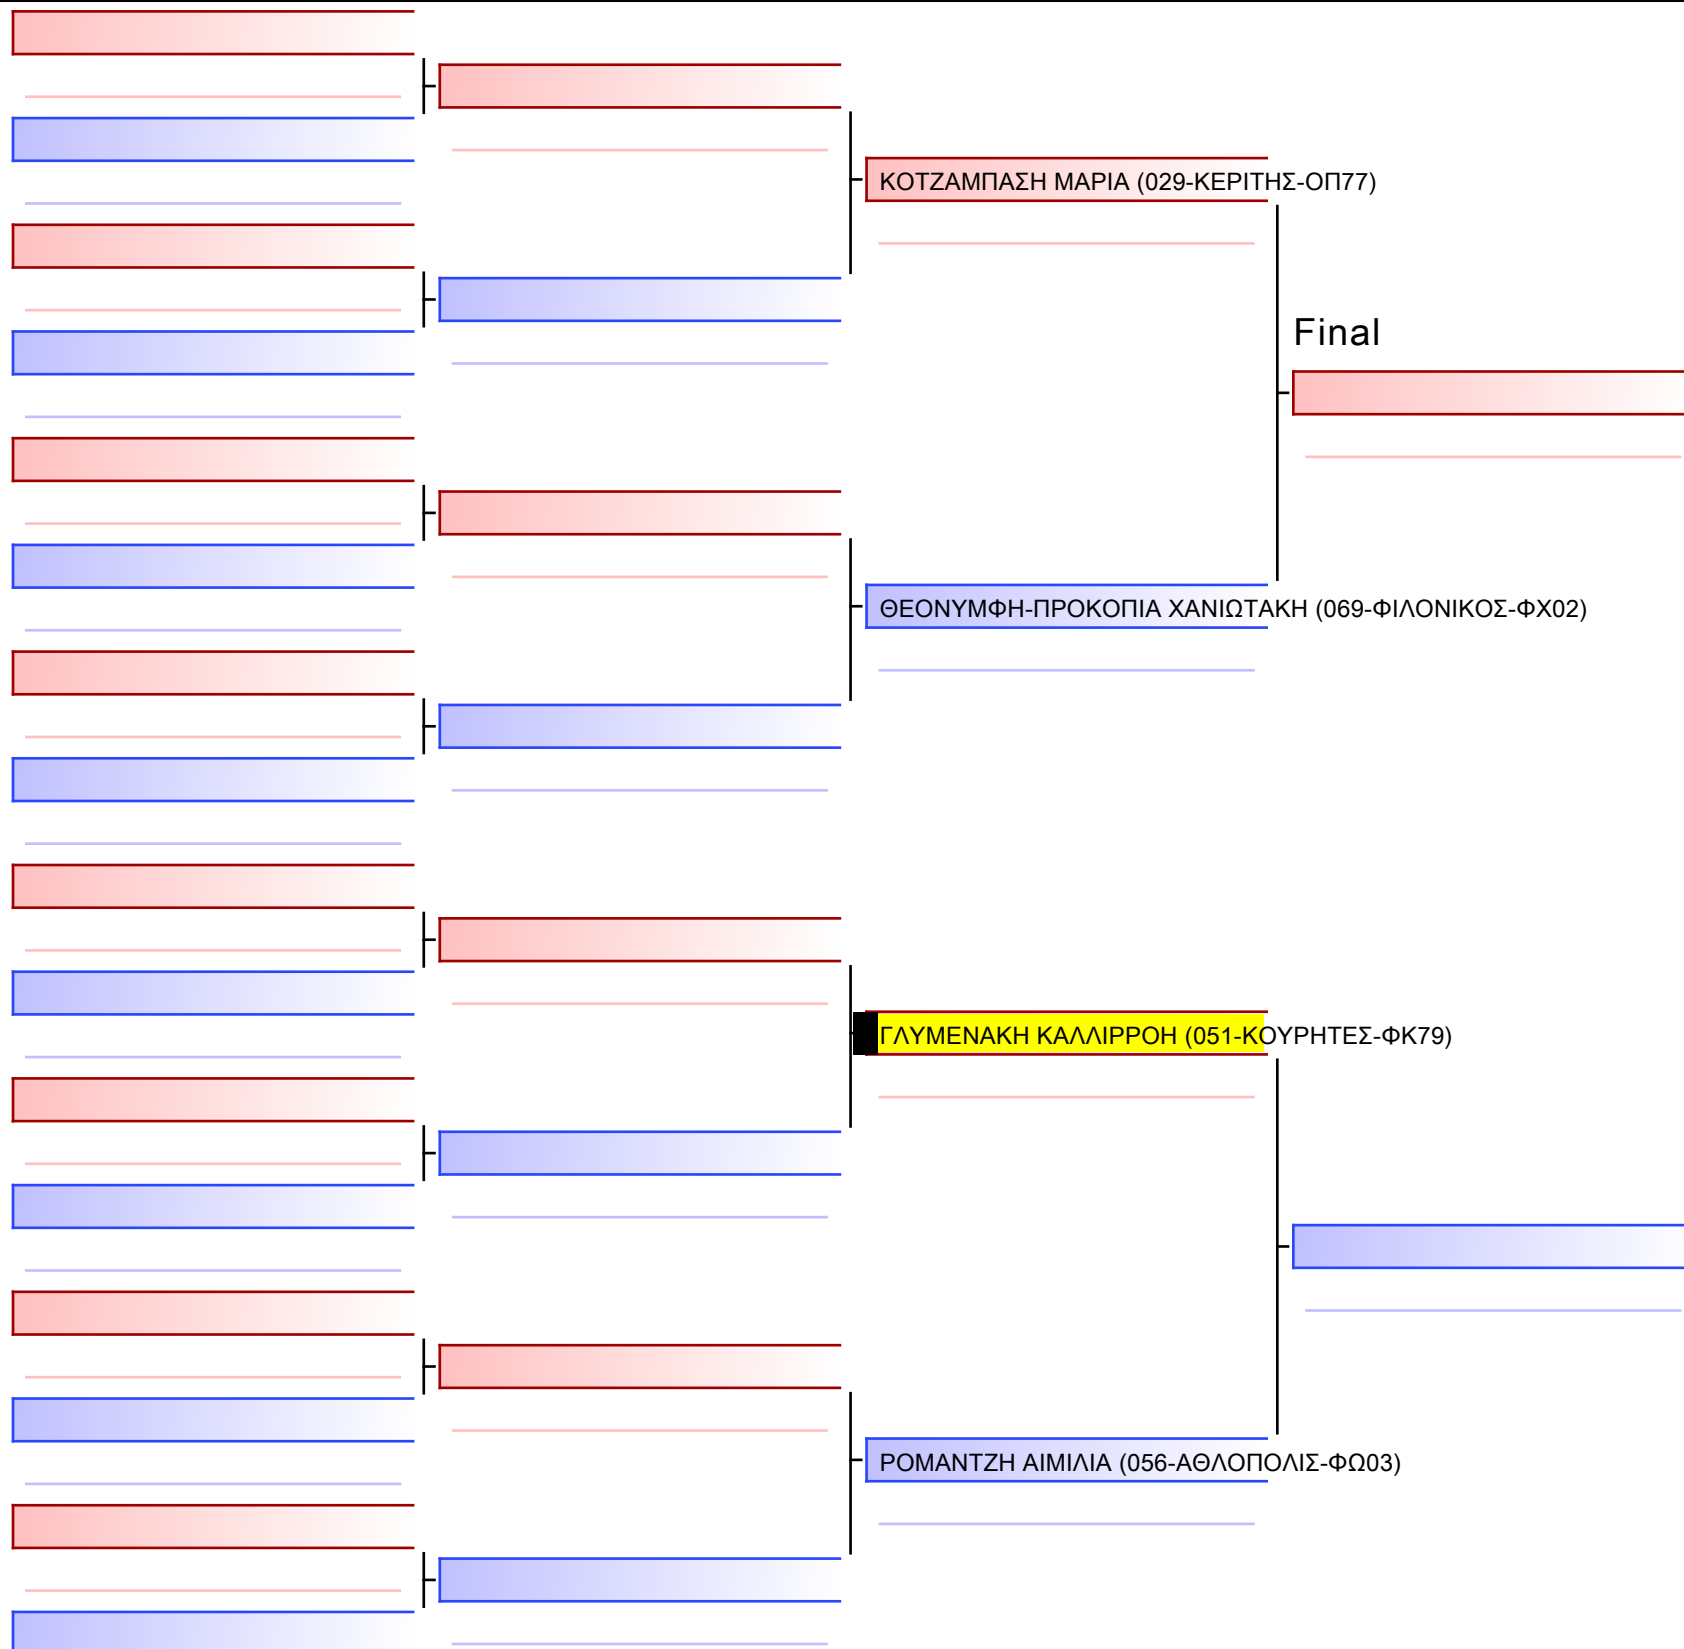 ΚΟΤΖΑΜΠΑΣΗ ΜΑΡΙΑ (029-ΚΕΡΙΤΗΣ-ΟΠ77)
Final
ΘΕΟΝΥΜΦΗ-ΠΡΟΚΟΠΙΑ ΧΑΝΙΩΤΑΚΗ (069-ΦΙΛΟΝΙΚΟΣ-ΦΧ02)
ΓΛΥΜΕΝΑΚΗ ΚΑΛΛΙΡΡΟΗ (051-ΚΟΥΡΗΤΕΣ-ΦΚ79)
ΡΟΜΑΝΤΖΗ ΑΙΜΙΛΙΑ (056-ΑΘΛΟΠΟΛΙΣ-ΦΩ03)